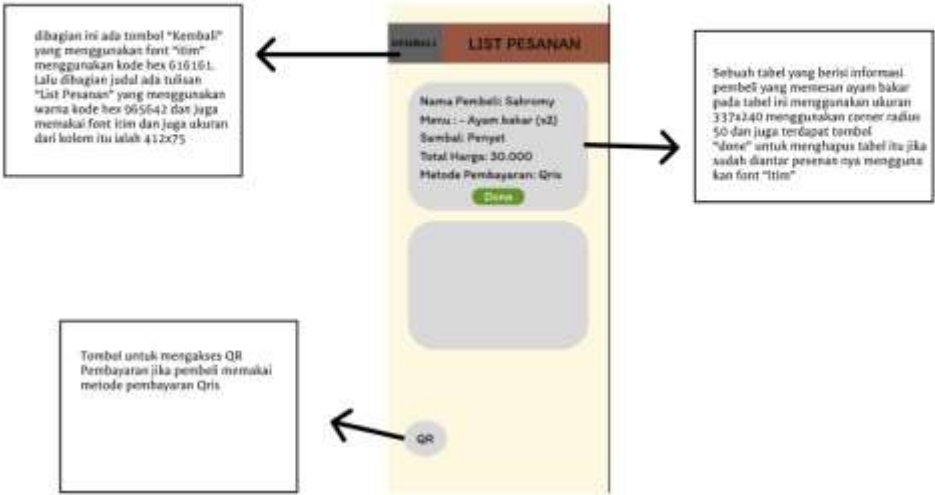 dibagian ini ada tombol "Kembali"
yang menggunakan font "itim"
menggunakan kode hex 616161.
Lalu dibagian judul ada tulisan
"List Pesanan" yang menggunakan
warna kode hex 965642 dan juga
memakai font itim dan juga ukuran
dari kolom itu ialah 412x75
KEMBALI
LIST PESANAN
Nama Pembeli: Sahromy
Menu : - Ayam bakar (x2)
Sambal: Penyet
Total Harga: 30.000
Metode Pembayaran: Qris
Done
Sebuah tabel yang berisi informasi
pembeli yang memesan ayam bakar
pada tabel ini menggunakan ukuran
337x240 menggunakan corner radius
50 dan juga terdapat tombol
"done" untuk menghapus tabel itu jika
sudah diantar pesenan nya mengguna
kan font "Itim"
Tombol untuk mengakses QR
Pembayaran jika pembeli memakai
metode pembayaran Qris
QR